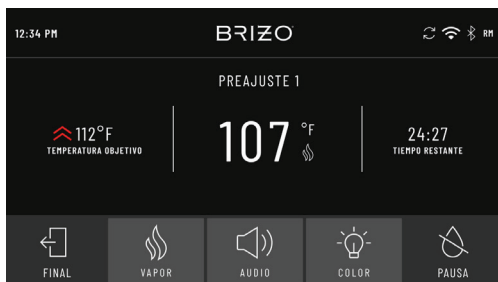 12:34 PM
BRIZO
RM
PREAJUSTE 1
112°F
TEMPERATURA OBJETIVO
107 °F
24:27
TIEMPO RESTANTE
FINAL
VAPOR
AUDIO
COLOR
PAUSA